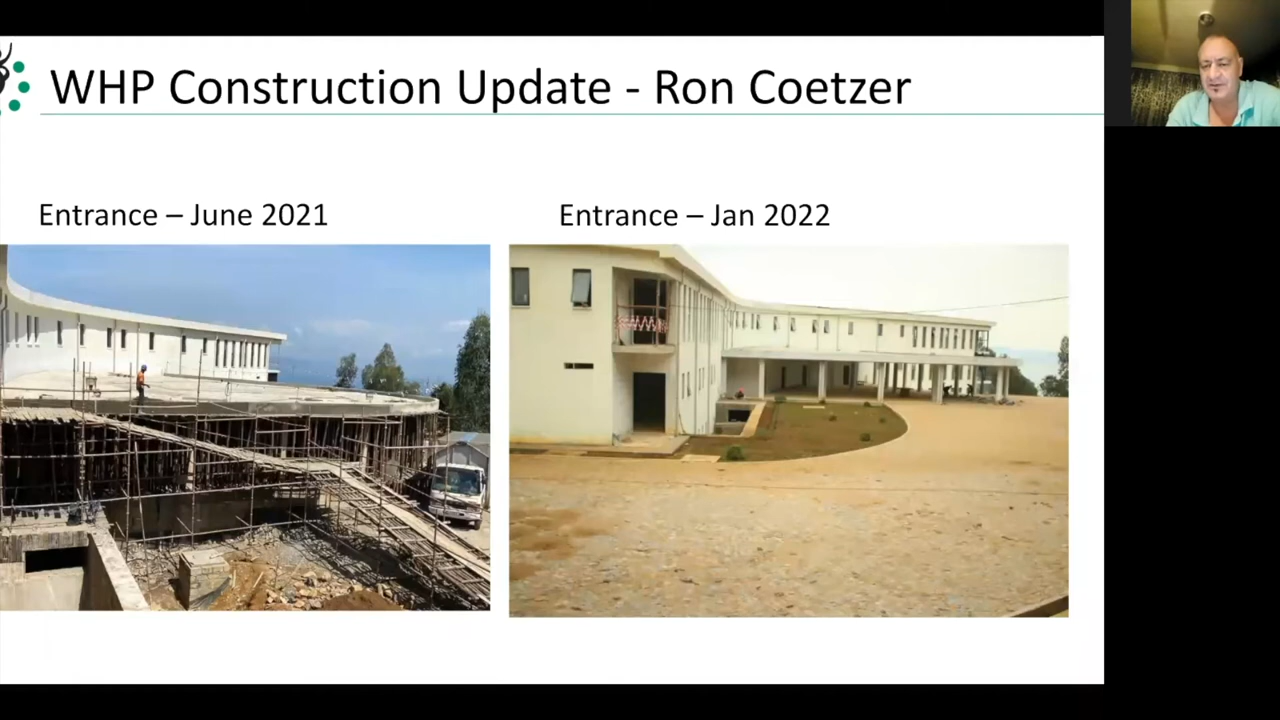 WHP Construction Update - Ron Coetzer
Entrance – June 2021
Entrance – Jan 2022